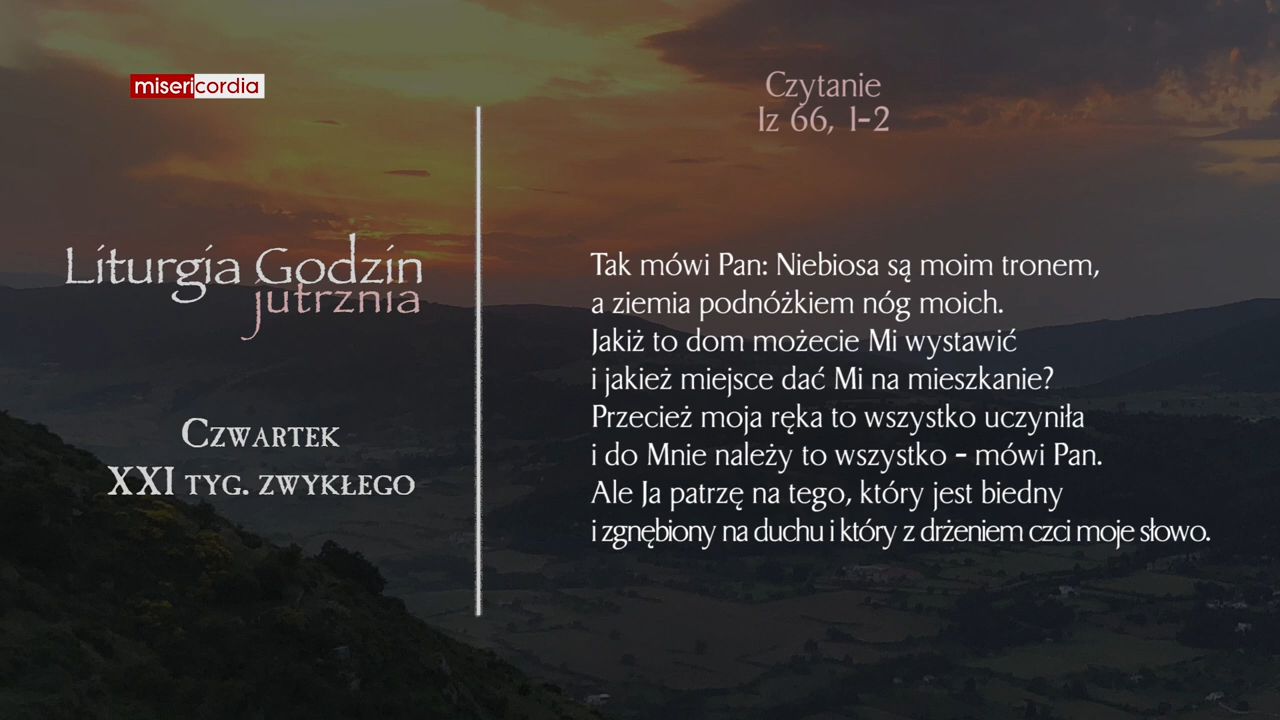 misericordia
Liturgia Godzin
jutrznia
Czwartek
XXI tyg. zwykłego
Czytanie
Iz 66, 1-2
Tak mówi Pan: Niebiosa są moim tronem,
a ziemia podnóżkiem nóg moich.
Jakiż to dom możecie Mi wystawić
i jakież miejsce dać Mi na mieszkanie?
Przecież moja ręka to wszystko uczyniła
i do Mnie należy to wszystko - mówi Pan.
Ale Ja patrzę na tego, który jest biedny
i zgnębiony na duchu i który z drżeniem czci moje słowo.